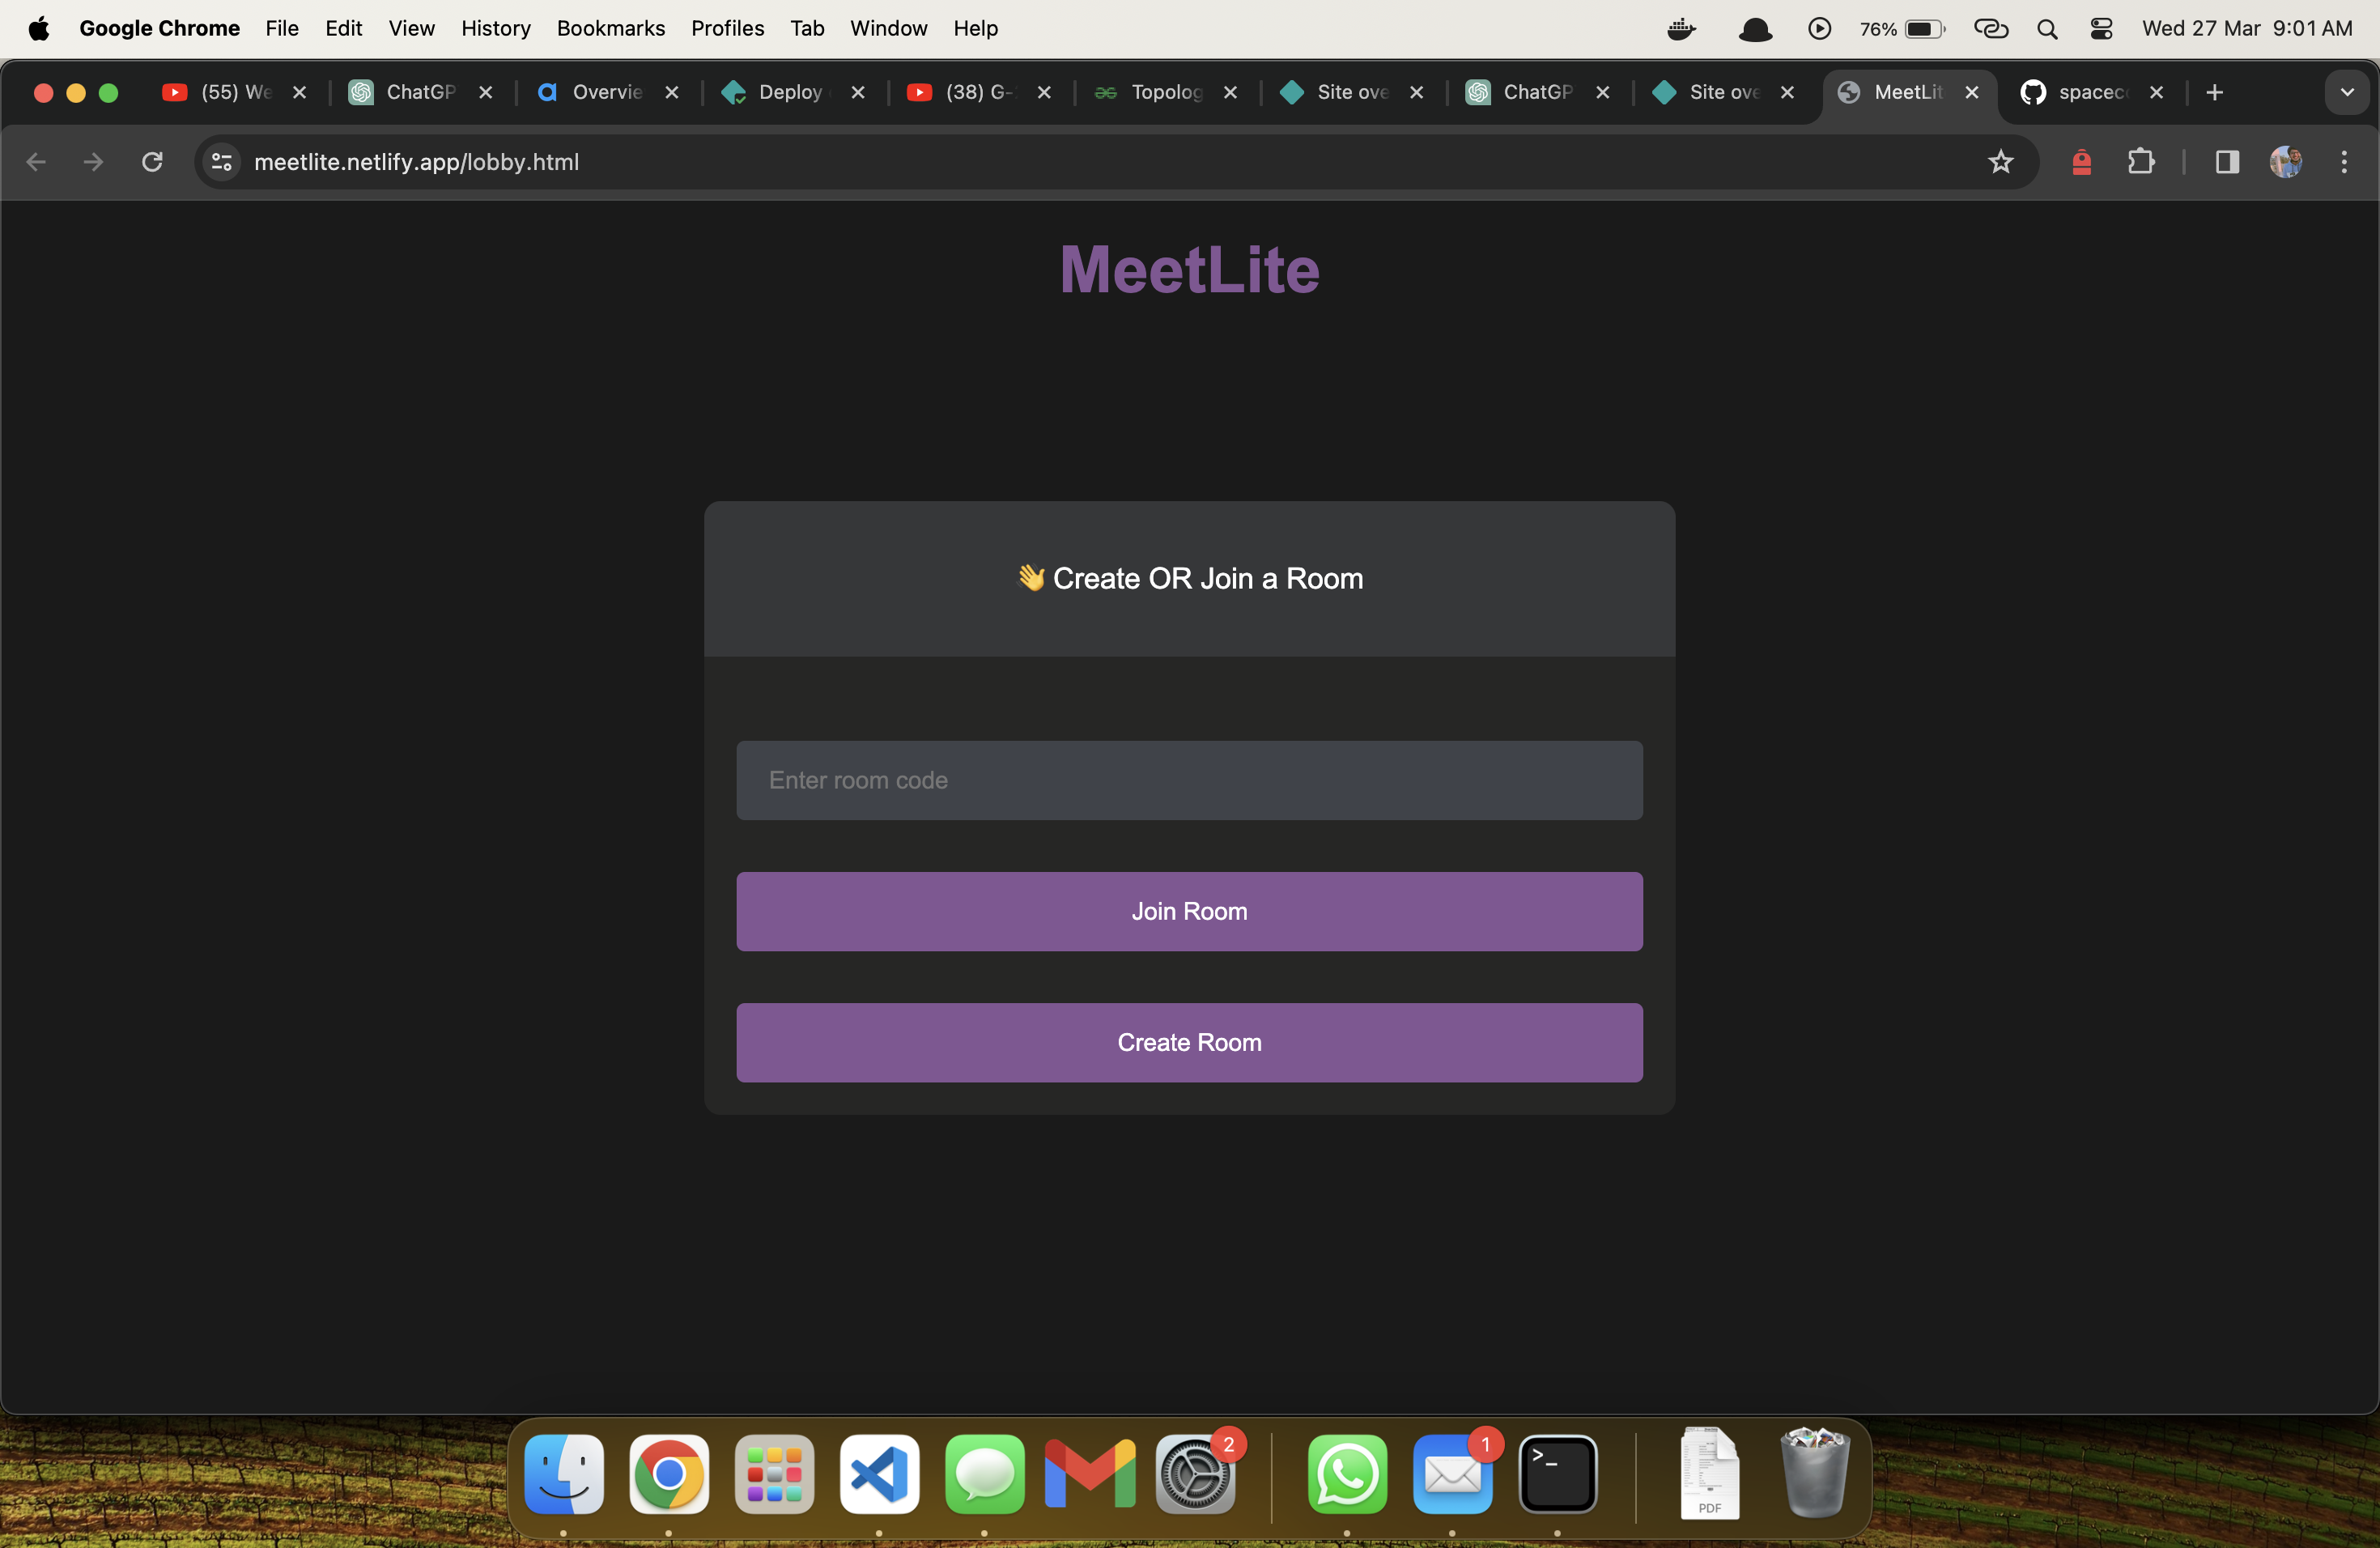 Google Chrome File Edit View History Bookmarks Profiles Tab Window Help 76% Wed 27 Mar 9:01 AM
(55) We ChatGP Overvie Deploy (38) G- Topolog Site ove ChatGP Site ove MeetLit spacec
meetlite.netlify.app/lobby.html
MeetLite
👋 Create OR Join a Room
Enter room code
Join Room
Create Room
2
1
>_
PDF